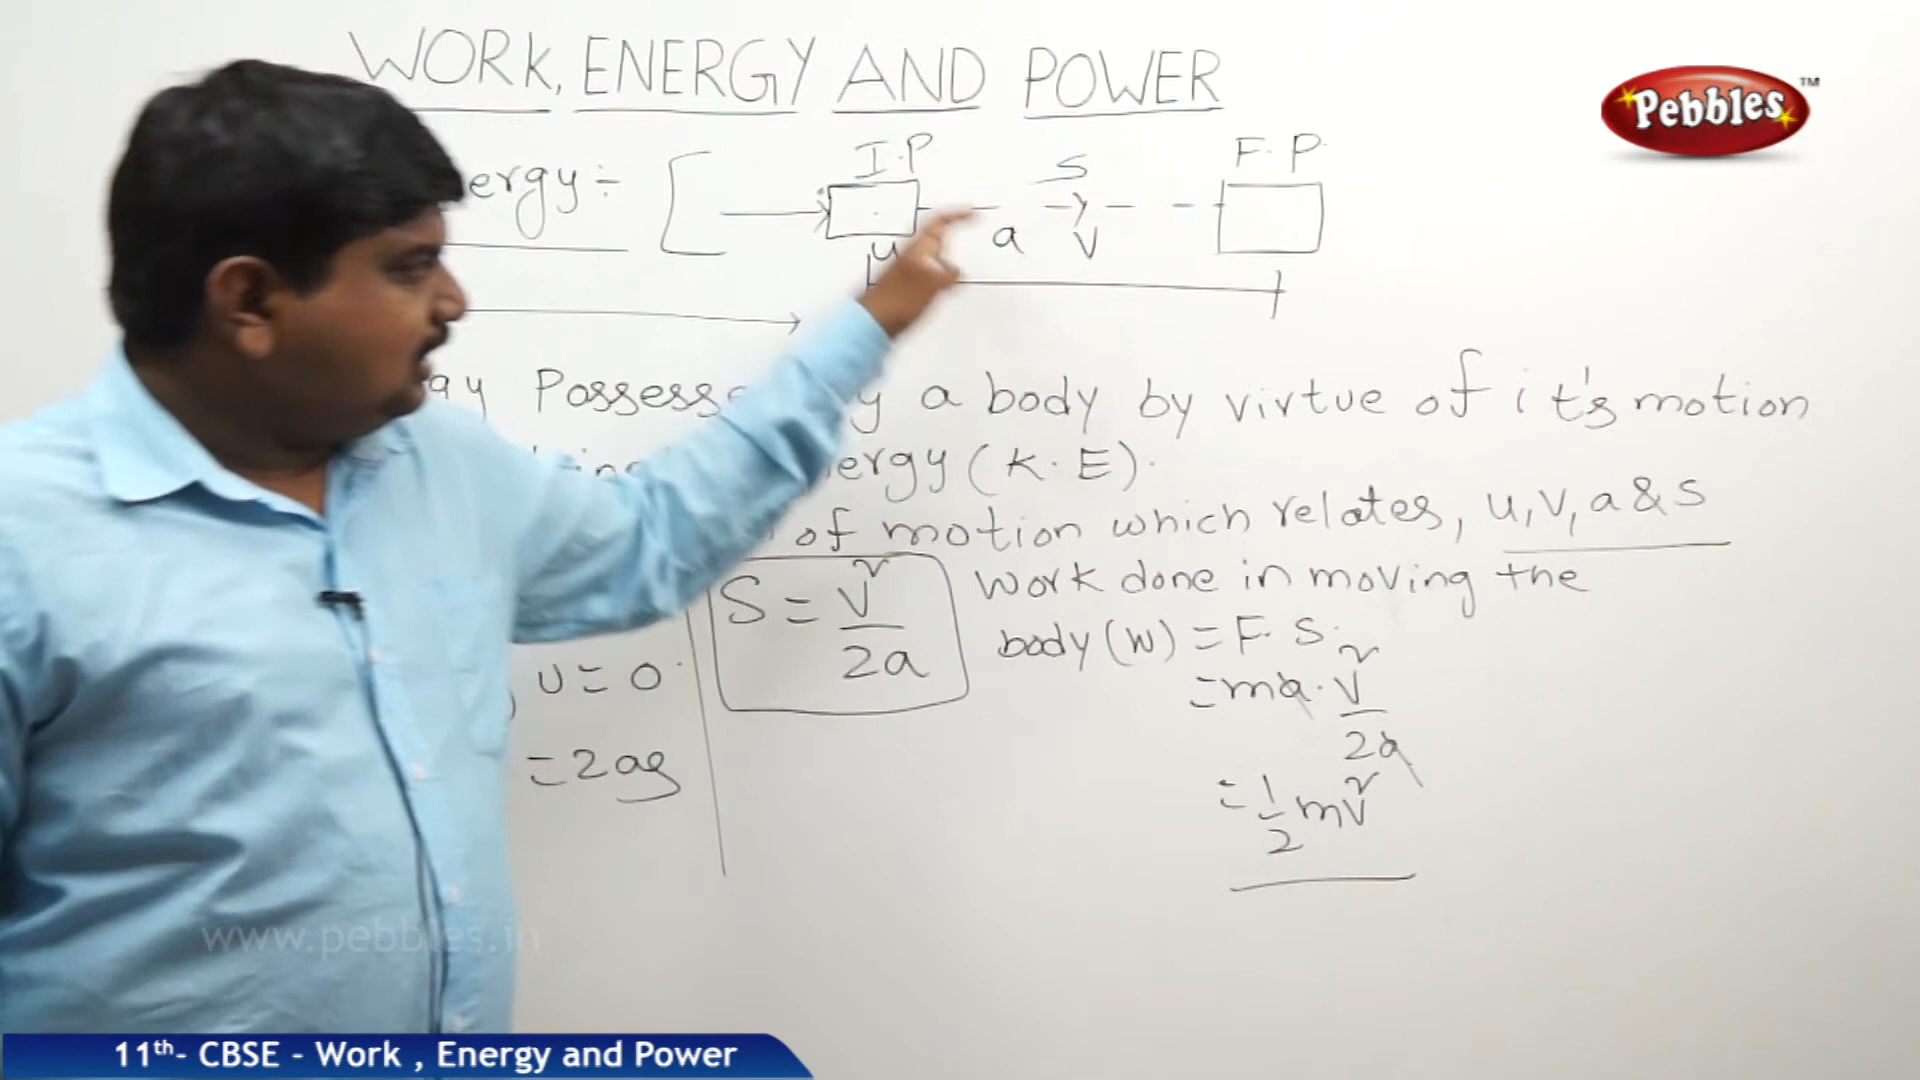 WORK, ENERGY AND POWER
Pebbles™
I.P S F.P.
ergy ÷
u a V
gy Possess y a body by virtue of it's motion
ergy (K.E).
of motion which relates, u, v, a & s
S = v²/2a
Work done in moving the
body (W) = F. S.
u = 0.
= ma. v²/2a
= 2as
= 1/2 mv²
www.pebbles.in
11th- CBSE - Work , Energy and Power